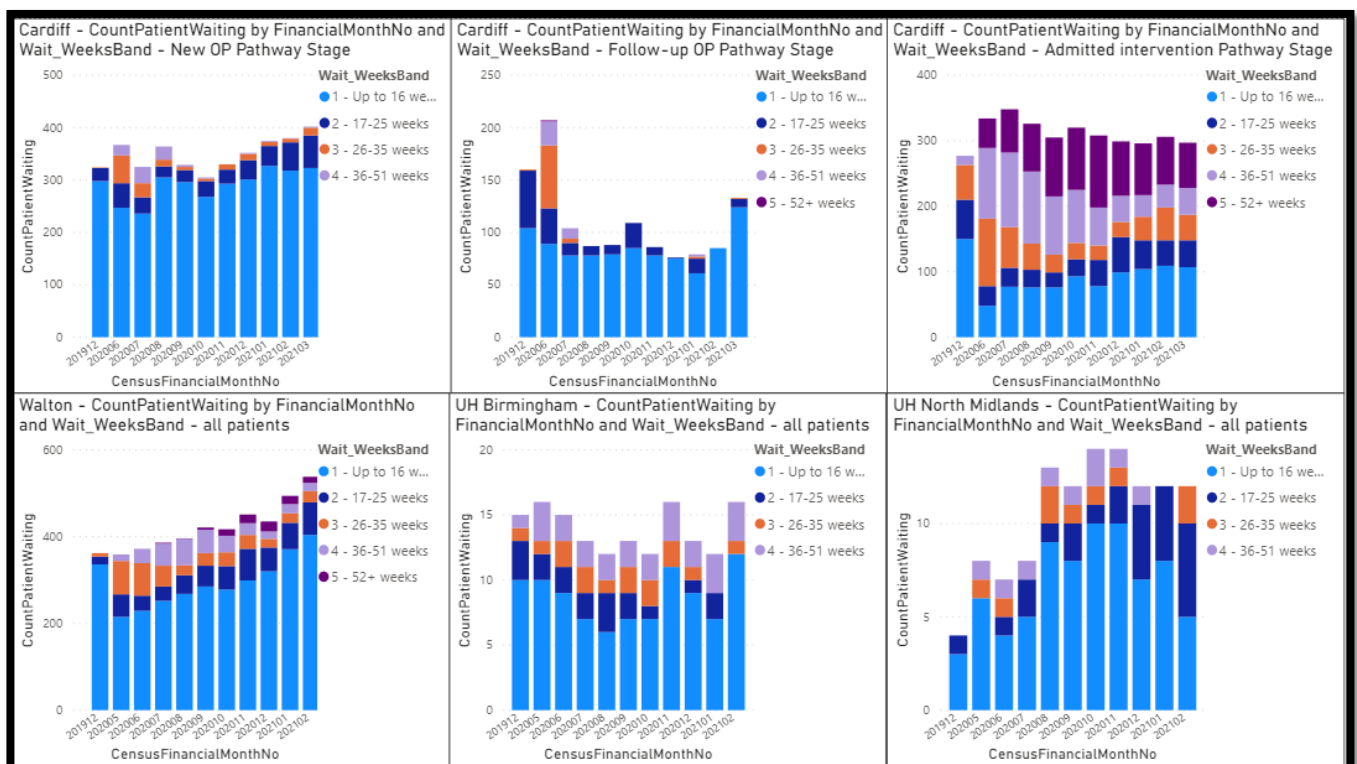 Cardiff - CountPatientWaiting by FinancialMonthNo and
Wait_WeeksBand - New OP Pathway Stage
500
400
300
200
100
0
CountPatientWaiting
Wait_WeeksBand
1 - Up to 16 we...
2 - 17-25 weeks
3 - 26-35 weeks
4 - 36-51 weeks
201912
202006
202007
202008
202009
202010
202011
202012
202101
202102
202103
CensusFinancialMonthNo
Cardiff - CountPatientWaiting by FinancialMonthNo and
Wait_WeeksBand - Follow-up OP Pathway Stage
250
200
150
100
50
0
CountPatientWaiting
Wait_WeeksBand
1 - Up to 16 w...
2 - 17-25 weeks
3 - 26-35 weeks
4 - 36-51 weeks
5 - 52+ weeks
201912
202006
202007
202008
202009
202010
202011
202012
202101
202102
202103
CensusFinancialMonthNo
Cardiff - CountPatientWaiting by FinancialMonthNo and
Wait_WeeksBand - Admitted intervention Pathway Stage
400
300
200
100
0
CountPatientWaiting
Wait_WeeksBand
1 - Up to 16 we...
2 - 17-25 weeks
3 - 26-35 weeks
4 - 36-51 weeks
5 - 52+ weeks
201912
202006
202007
202008
202009
202010
202011
202012
202101
202102
202103
CensusFinancialMonthNo
Walton - CountPatientWaiting by FinancialMonthNo
and Wait_WeeksBand - all patients
600
400
200
0
CountPatientWaiting
Wait_WeeksBand
1 - Up to 16 w...
2 - 17-25 weeks
3 - 26-35 weeks
4 - 36-51 weeks
5 - 52+ weeks
201912
202005
202006
202007
202008
202009
202010
202011
202012
202101
202102
CensusFinancialMonthNo
UH Birmingham - CountPatientWaiting by
FinancialMonthNo and Wait_WeeksBand - all patients
20
15
10
5
0
CountPatientWaiting
Wait_WeeksBand
1 - Up to 16 w...
2 - 17-25 weeks
3 - 26-35 weeks
4 - 36-51 weeks
201912
202005
202006
202007
202008
202009
202010
202011
202012
202101
202102
CensusFinancialMonthNo
UH North Midlands - CountPatientWaiting by
FinancialMonthNo and Wait_WeeksBand - all patients
10
5
0
CountPatientWaiting
Wait_WeeksBand
1 - Up to 16 w...
2 - 17-25 weeks
3 - 26-35 weeks
4 - 36-51 weeks
201912
202005
202006
202007
202008
202009
202010
202011
202012
202101
202102
CensusFinancialMonthNo